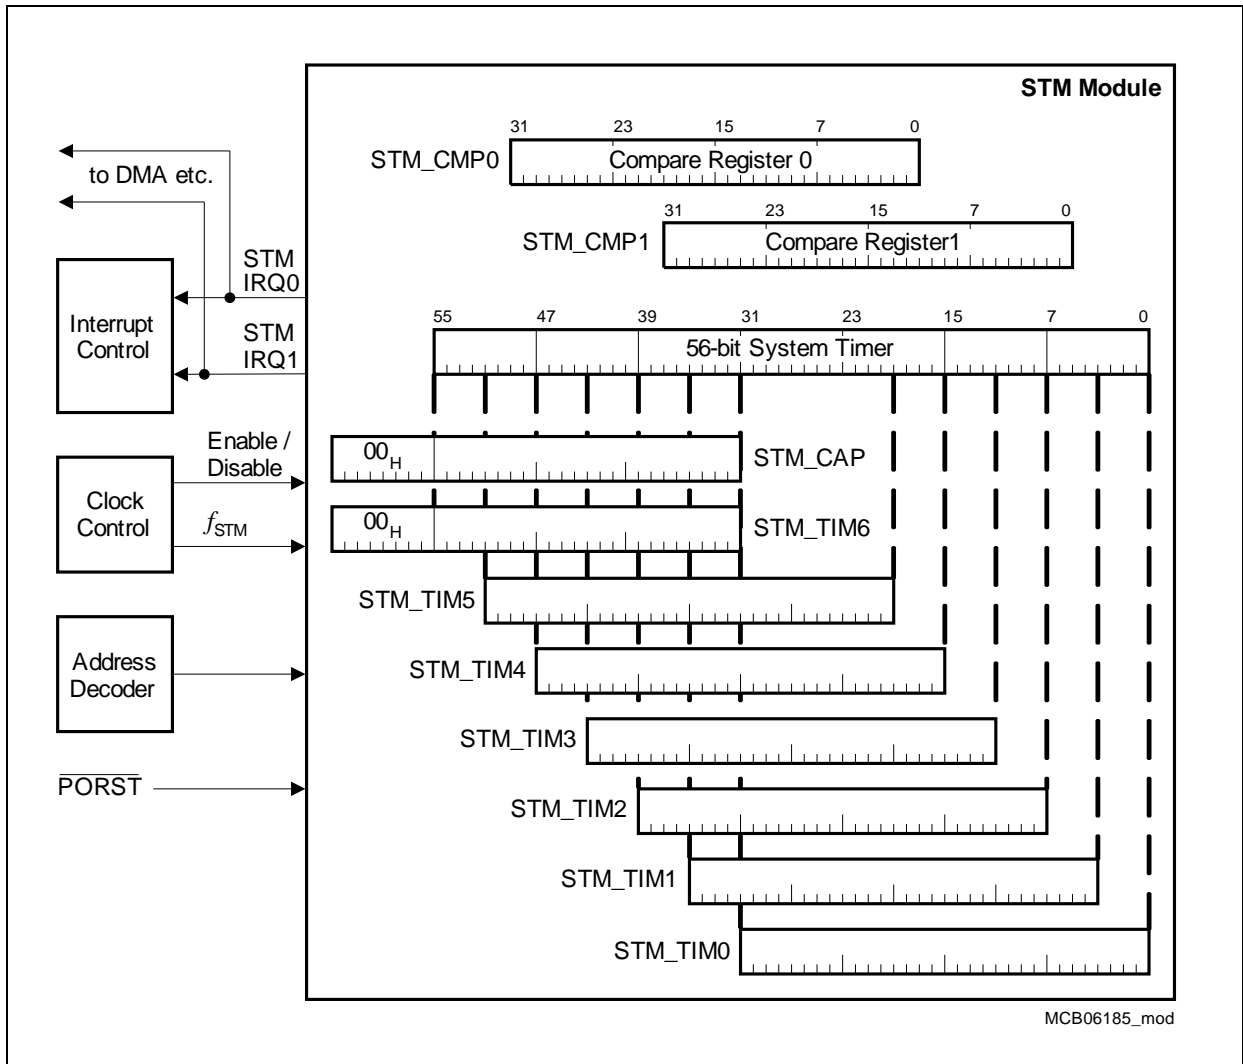 STM Module
31 23 15 7 0
STM_CMP0 Compare Register 0
to DMA etc.
31 23 15 7 0
STM_CMP1 Compare Register1
STM
IRQ0
55 47 39 31 23 15 7 0
Interrupt
Control
STM
IRQ1
56-bit System Timer
Enable /
Disable
00H STM_CAP
Clock
Control
fSTM
00H STM_TIM6
STM_TIM5
Address
Decoder
STM_TIM4
STM_TIM3
PORST
STM_TIM2
STM_TIM1
STM_TIM0
MCB06185_mod